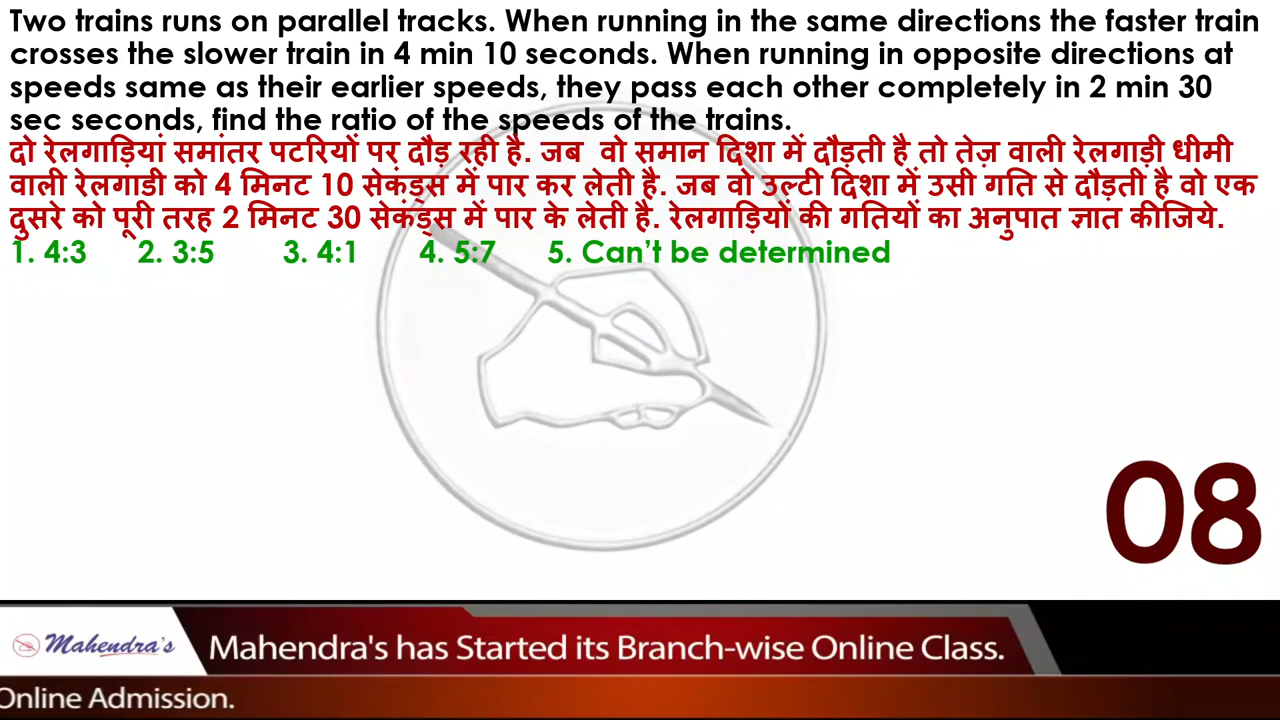 Two trains runs on parallel tracks. When running in the same directions the faster train
crosses the slower train in 4 min 10 seconds. When running in opposite directions at
speeds same as their earlier speeds, they pass each other completely in 2 min 30
sec seconds, find the ratio of the speeds of the trains.
दो रेलगाड़ियां समांतर पटरियों पर दौड़ रही है. जब वो समान दिशा में दौड़ती है तो तेज़ वाली रेलगाड़ी धीमी
वाली रेलगाडी को 4 मिनट 10 सेकंड्स में पार कर लेती है. जब वो उल्टी दिशा में उसी गति से दौड़ती है वो एक
दुसरे को पूरी तरह 2 मिनट 30 सेकंड्स में पार के लेती है. रेलगाड़ियों की गतियों का अनुपात ज्ञात कीजिये.
1. 4:3 2. 3:5 3. 4:1 4. 5:7 5. Can’t be determined
08
Mahendra's
Mahendra's has Started its Branch-wise Online Class.
Online Admission.